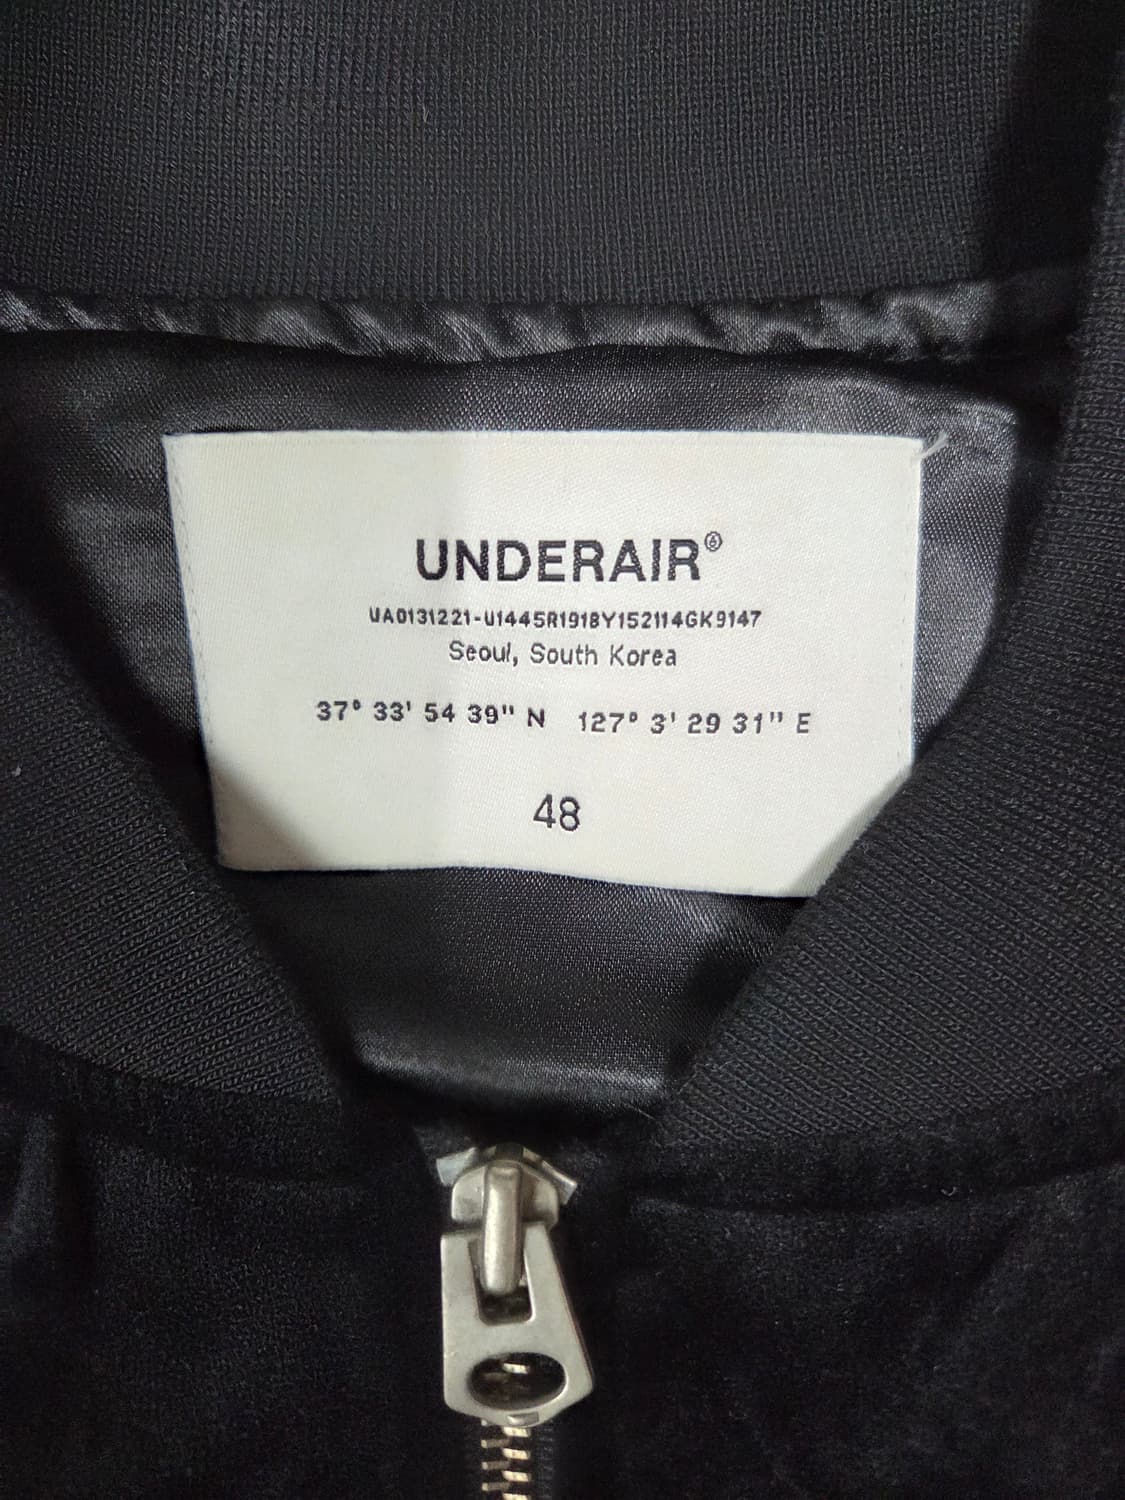 UNDERAIR®
UA0131221-U1445R1918Y152114GK9147
Seoul, South Korea
37° 33' 54 39" N 127° 3' 29 31" E
48